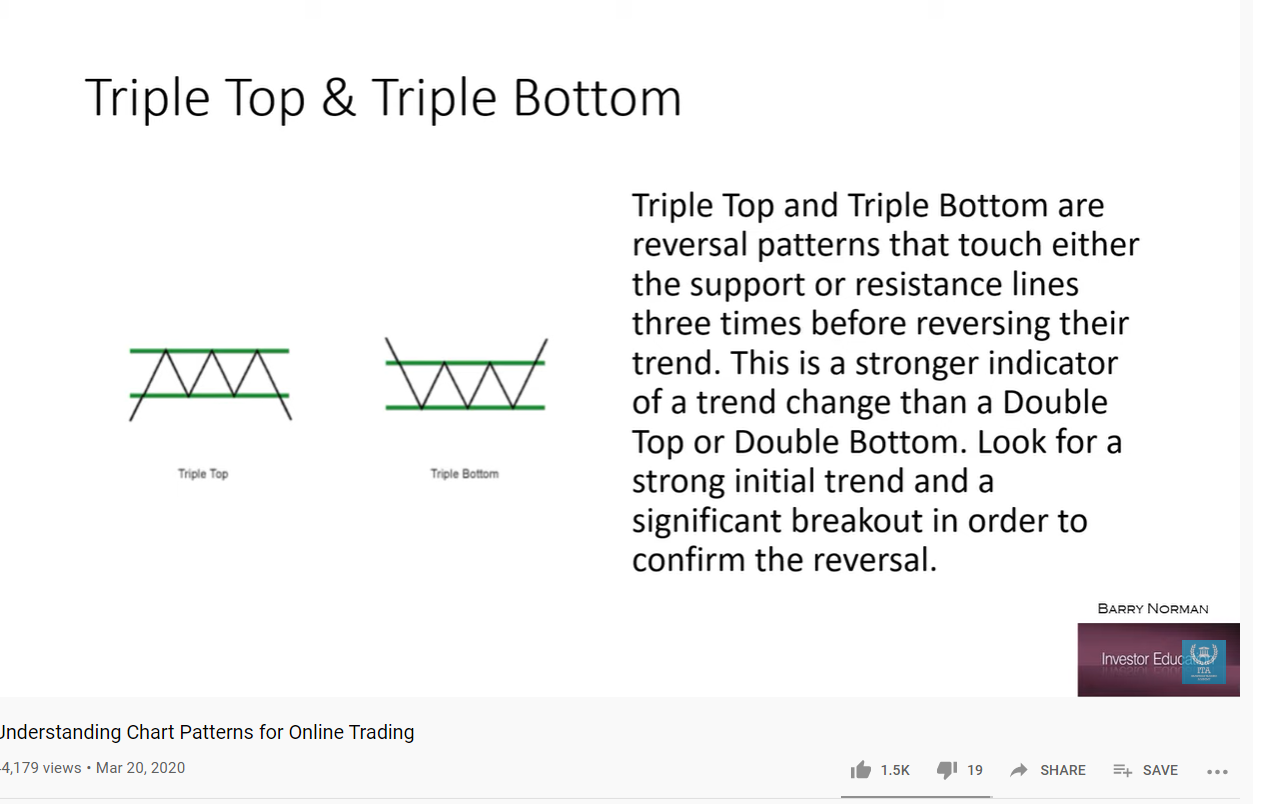 Triple Top & Triple Bottom
Triple Top and Triple Bottom are
reversal patterns that touch either
the support or resistance lines
three times before reversing their
trend. This is a stronger indicator
of a trend change than a Double
Top or Double Bottom. Look for a
strong initial trend and a
significant breakout in order to
confirm the reversal.
Triple Top
Triple Bottom
BARRY NORMAN
Investor Educa
ITA
Understanding Chart Patterns for Online Trading
4,179 views • Mar 20, 2020
1.5K
19
SHARE
SAVE